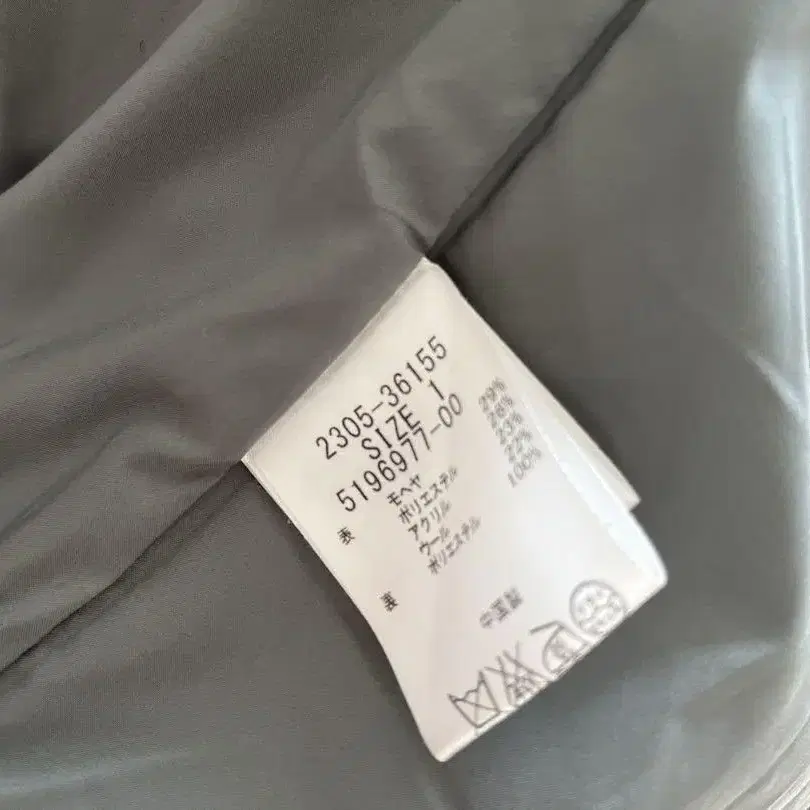 2305-36155
SIZE 1
5196977-00
表 モヘヤ 29%
ポリエステル 26%
アクリル 23%
ウール 22%
裏 ポリエステル 100%
中国製